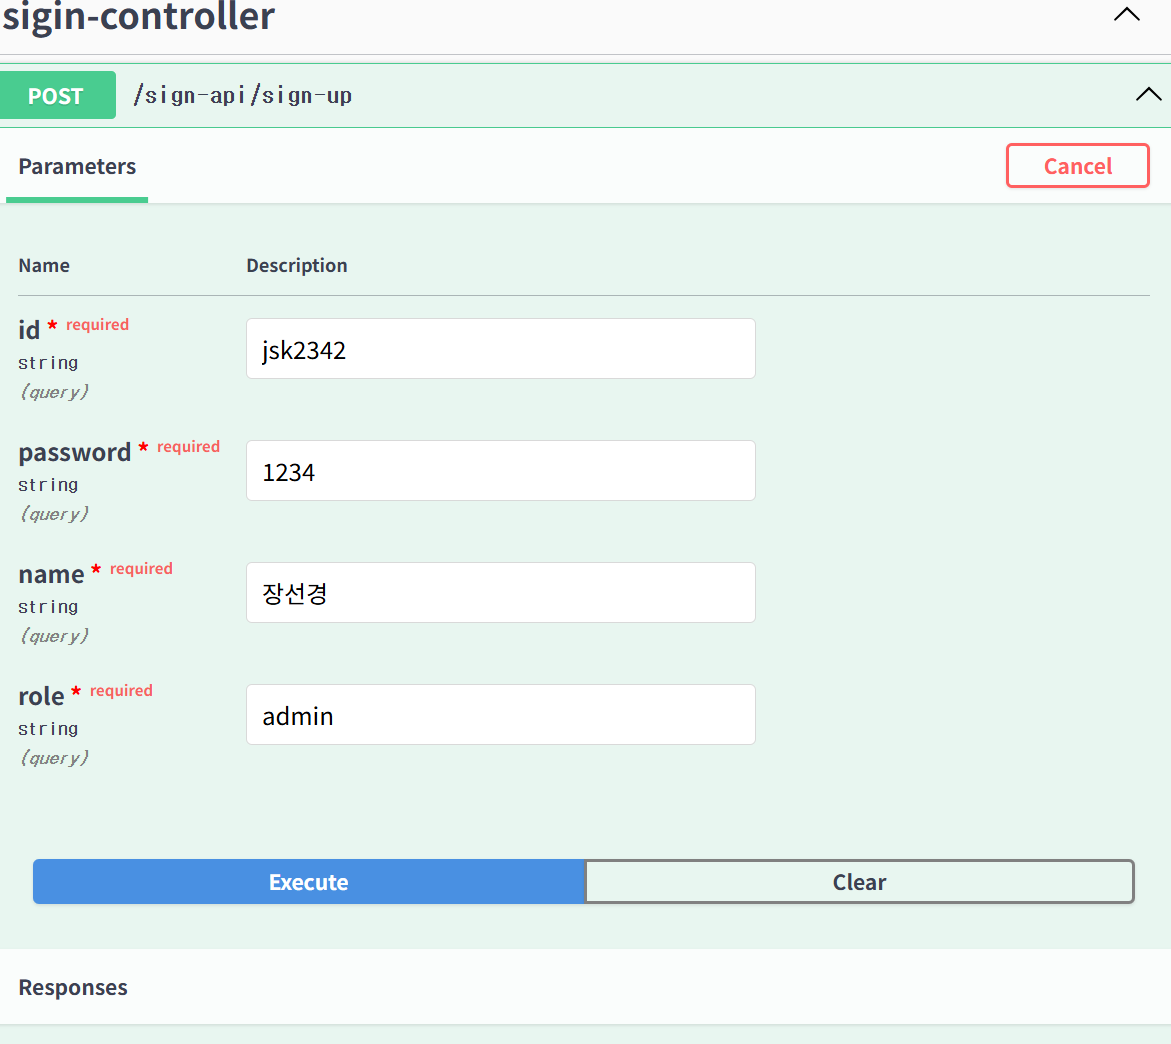 sigin-controller
POST /sign-api/sign-up
Parameters
Cancel
Name Description
id * required
string
(query)
jsk2342
password * required
string
(query)
1234
name * required
string
(query)
장선경
role * required
string
(query)
admin
Execute Clear
Responses